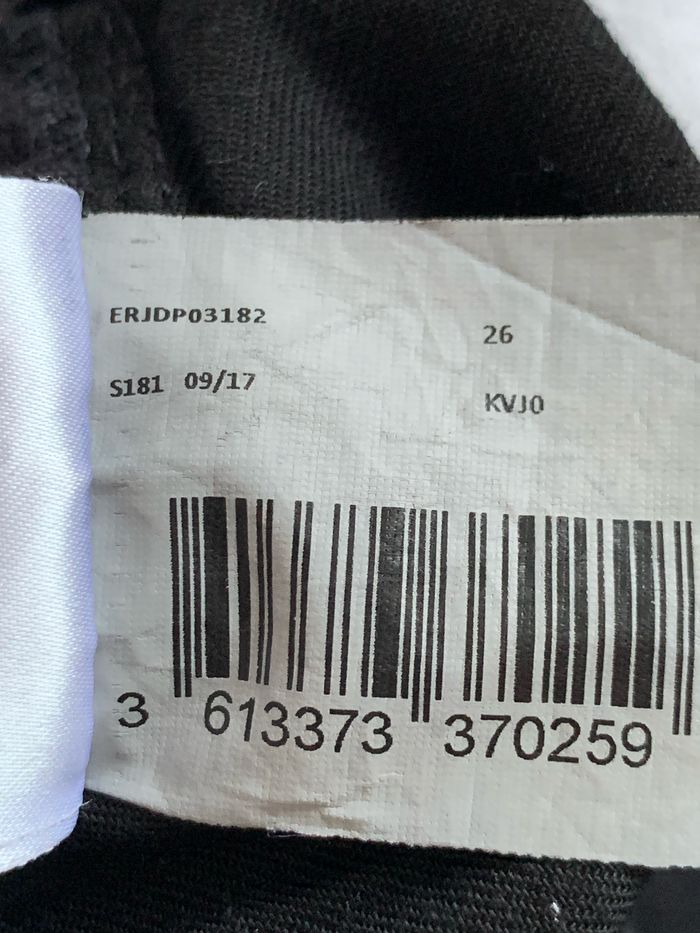 ERJDP03182
26
S181 09/17
KVJ0
3 613373 370259